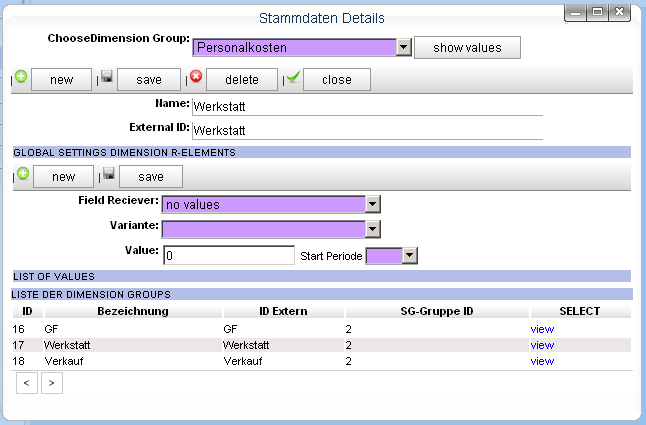 Stammdaten Details
ChooseDimension Group: Personalkosten show values
| new | save | delete | close
Name: Werkstatt
External ID: Werkstatt
GLOBAL SETTINGS DIMENSION R-ELEMENTS
| new | save
Field Reciever: no values
Variante:
Value: 0 Start Periode
LIST OF VALUES
LISTE DER DIMENSION GROUPS
ID Bezeichnung ID Extern SG-Gruppe ID SELECT
16 GF GF 2 view
17 Werkstatt Werkstatt 2 view
18 Verkauf Verkauf 2 view
< >